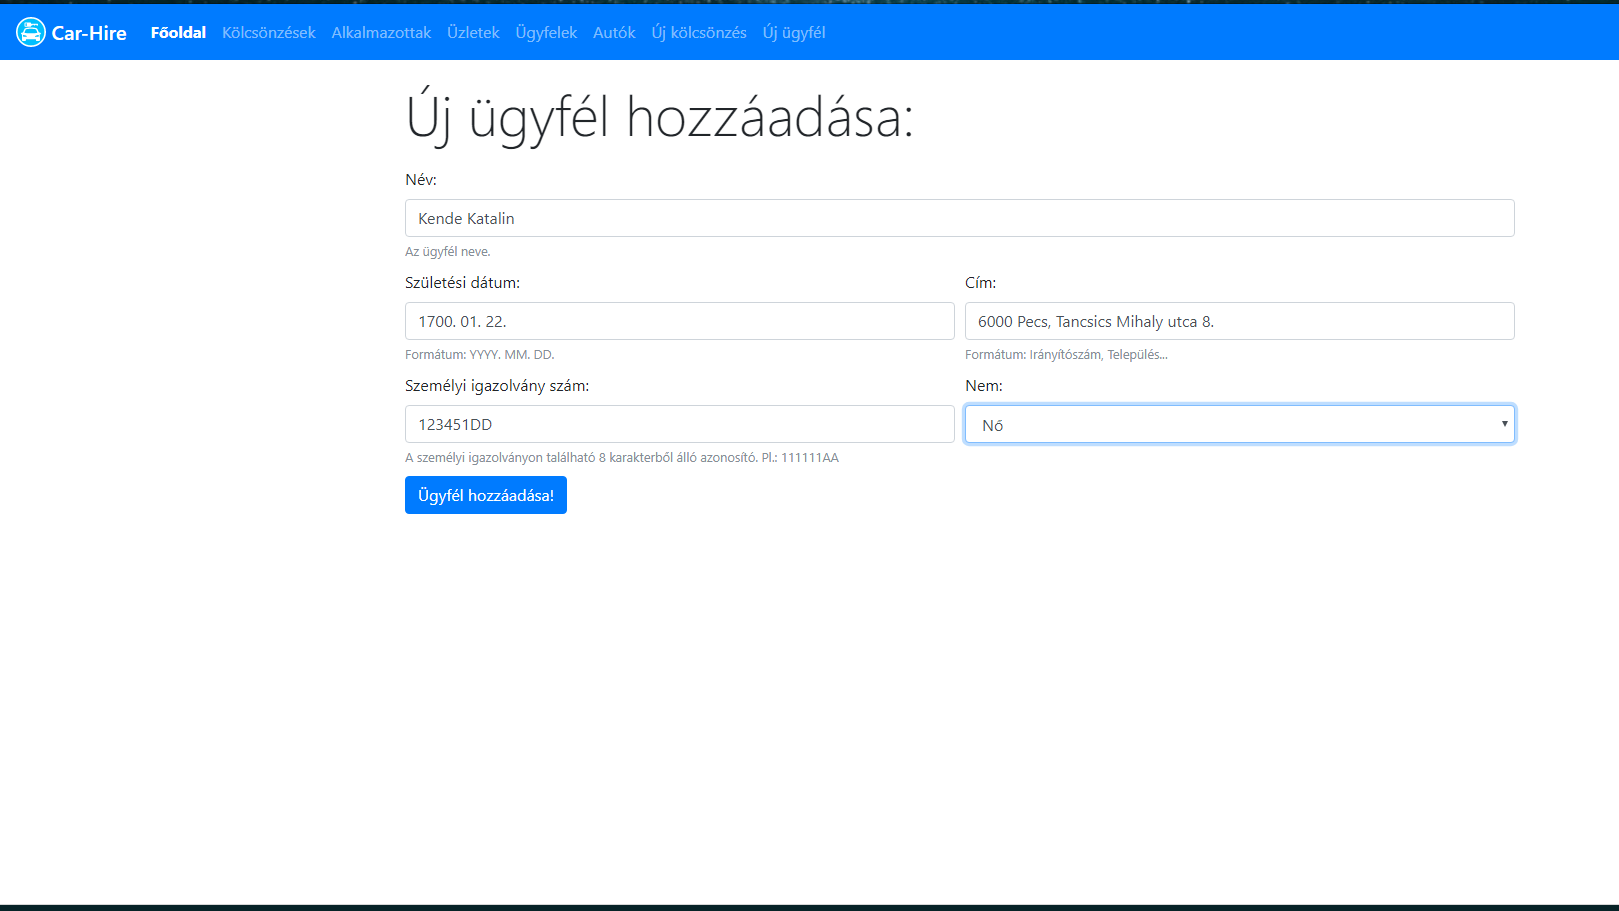 Car-Hire Főoldal Kölcsönzések Alkalmazottak Üzletek Ügyfelek Autók Új kölcsönzés Új ügyfél
Új ügyfél hozzáadása:
Név:
Kende Katalin
Az ügyfél neve.
Születési dátum:
1700. 01. 22.
Formátum: YYYY. MM. DD.
Cím:
6000 Pecs, Tancsics Mihaly utca 8.
Formátum: Irányítószám, Település...
Személyi igazolvány szám:
123451DD
A személyi igazolványon található 8 karakterből álló azonosító. Pl.: 111111AA
Nem:
Nő
Ügyfél hozzáadása!